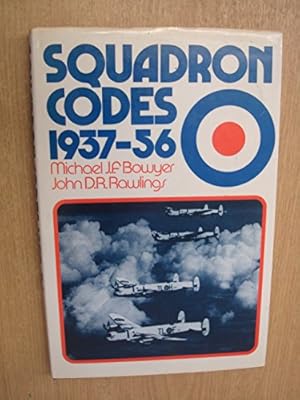 SQUADRON
CODES
1937-56
Michael J.F. Bowyer
John D.R. Rawlings